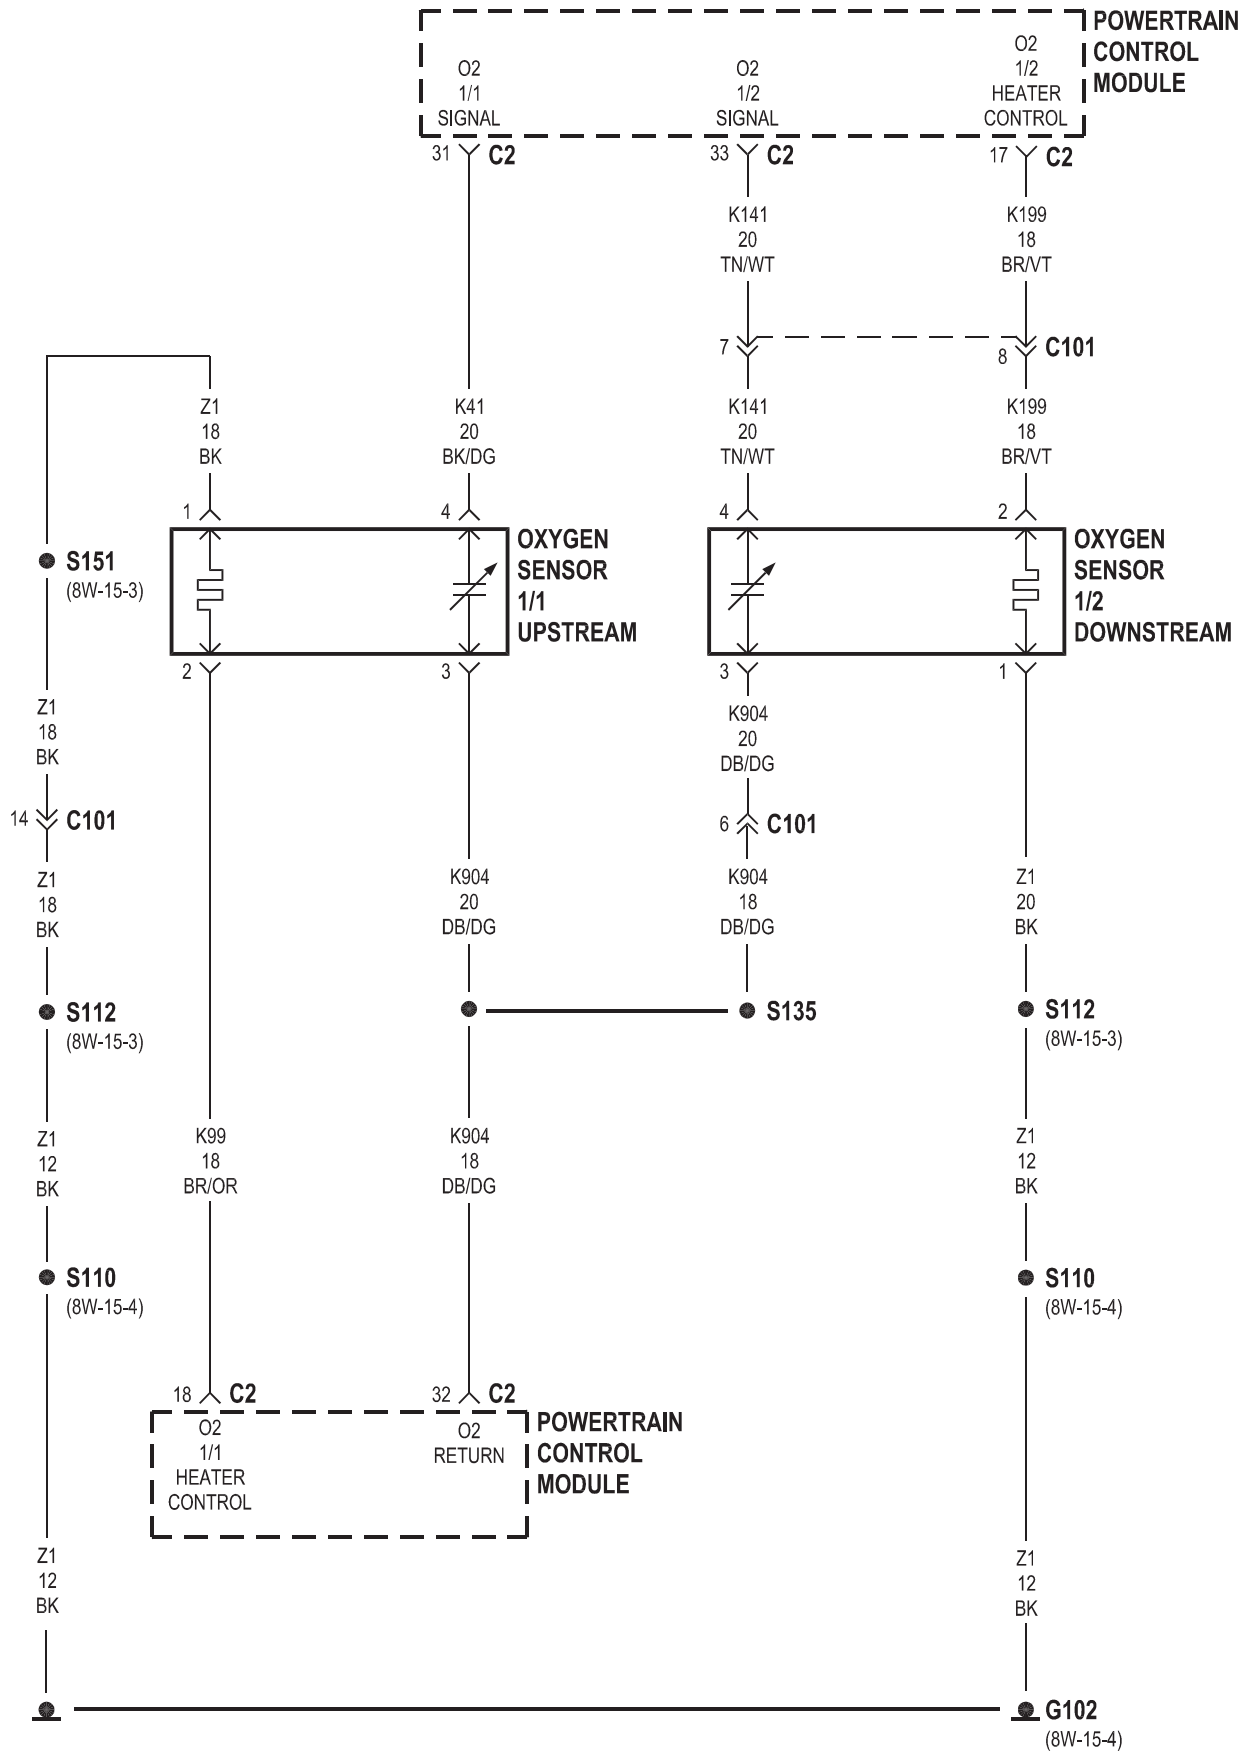 POWERTRAIN
CONTROL
MODULE
O2
1/1
SIGNAL
O2
1/2
SIGNAL
O2
1/2
HEATER
CONTROL
31 C2
33 C2
17 C2
K141
20
TN/WT
K199
18
BR/VT
7
8 C101
Z1
18
BK
K41
20
BK/DG
K141
20
TN/WT
K199
18
BR/VT
1
4
4
2
OXYGEN
SENSOR
1/1
UPSTREAM
OXYGEN
SENSOR
1/2
DOWNSTREAM
S151
(8W-15-3)
2
3
3
1
Z1
18
BK
K904
20
DB/DG
14 C101
6 C101
Z1
18
BK
K904
20
DB/DG
K904
18
DB/DG
Z1
20
BK
S112
(8W-15-3)
S135
S112
(8W-15-3)
Z1
12
BK
K99
18
BR/OR
K904
18
DB/DG
Z1
12
BK
S110
(8W-15-4)
S110
(8W-15-4)
18 C2
32 C2
O2
1/1
HEATER
CONTROL
O2
RETURN
POWERTRAIN
CONTROL
MODULE
Z1
12
BK
Z1
12
BK
G102
(8W-15-4)